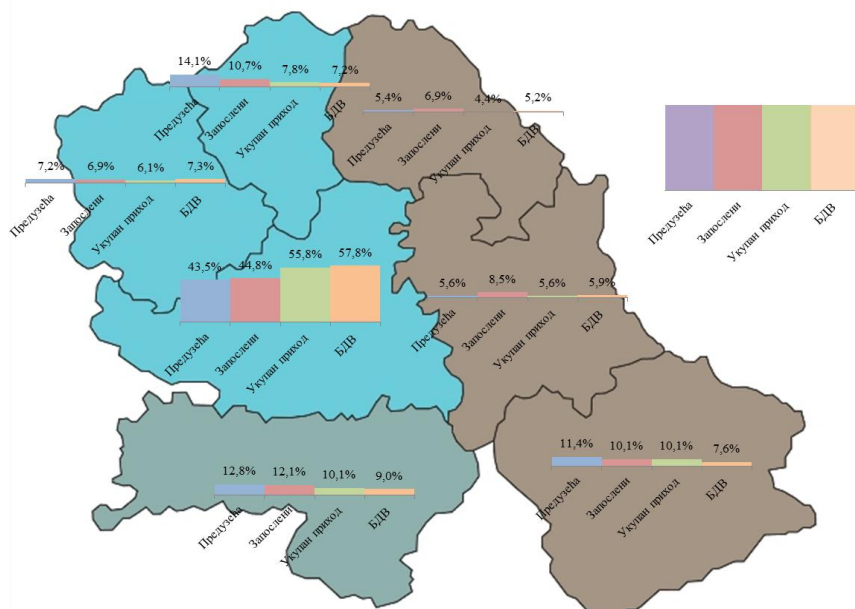 14,1% 10,7% 7,8% 7,2%
Предузећа Запослени Укупан приход БДВ
5,4% 6,9% 4,4% 5,2%
Предузећа Запослени Укупан приход БДВ
7,2% 6,9% 6,1% 7,3%
Предузећа Запослени Укупан приход БДВ
Предузећа Запослени Укупан приход БДВ
43,5% 44,8% 55,8% 57,8%
Предузећа Запослени Укупан приход БДВ
5,6% 8,5% 5,6% 5,9%
Предузећа Запослени Укупан приход БДВ
12,8% 12,1% 10,1% 9,0%
Предузећа Запослени Укупан приход БДВ
11,4% 10,1% 10,1% 7,6%
Предузећа Запослени Укупан приход БДВ